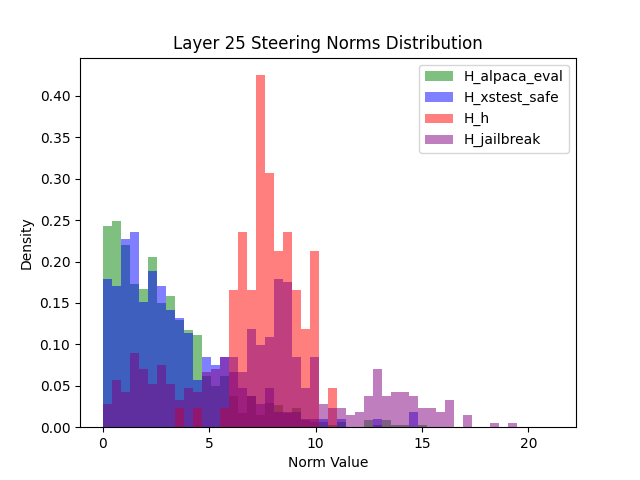 Layer 25 Steering Norms Distribution
H_alpaca_eval
H_xstest_safe
H_h
H_jailbreak
Density
0.40
0.35
0.30
0.25
0.20
0.15
0.10
0.05
0.00
0 5 10 15 20
Norm Value